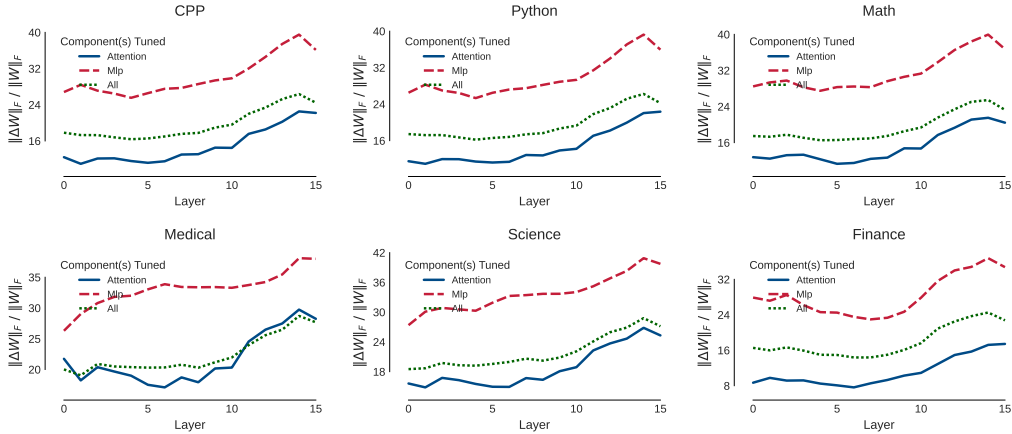 CPP
‖ΔW‖F / ‖W‖F
40
32
24
16
Component(s) Tuned
Attention
Mlp
All
0
5
10
15
Layer
Python
‖ΔW‖F / ‖W‖F
40
32
24
16
Component(s) Tuned
Attention
Mlp
All
0
5
10
15
Layer
Math
‖ΔW‖F / ‖W‖F
40
32
24
16
Component(s) Tuned
Attention
Mlp
All
0
5
10
15
Layer
Medical
‖ΔW‖F / ‖W‖F
35
30
25
20
Component(s) Tuned
Attention
Mlp
All
0
5
10
15
Layer
Science
‖ΔW‖F / ‖W‖F
42
36
30
24
18
Component(s) Tuned
Attention
Mlp
All
0
5
10
15
Layer
Finance
‖ΔW‖F / ‖W‖F
32
24
16
8
Component(s) Tuned
Attention
Mlp
All
0
5
10
15
Layer